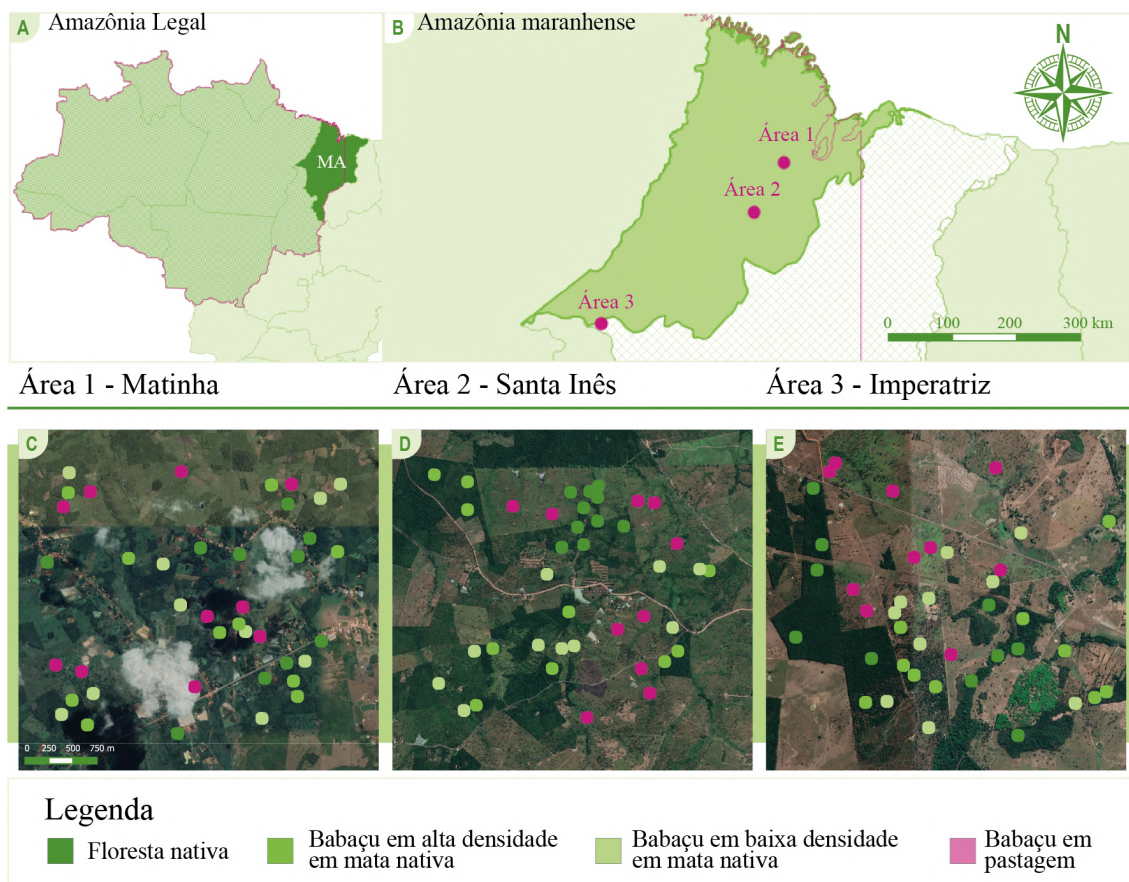 A Amazônia Legal
MA
B Amazônia maranhense
N
Área 1
Área 2
Área 3
0 100 200 300 km
Área 1 - Matinha
Área 2 - Santa Inês
Área 3 - Imperatriz
C
0 250 500 750 m
D
E
Legenda
Floresta nativa
Babaçu em alta densidade
em mata nativa
Babaçu em baixa densidade
em mata nativa
Babaçu em
pastagem